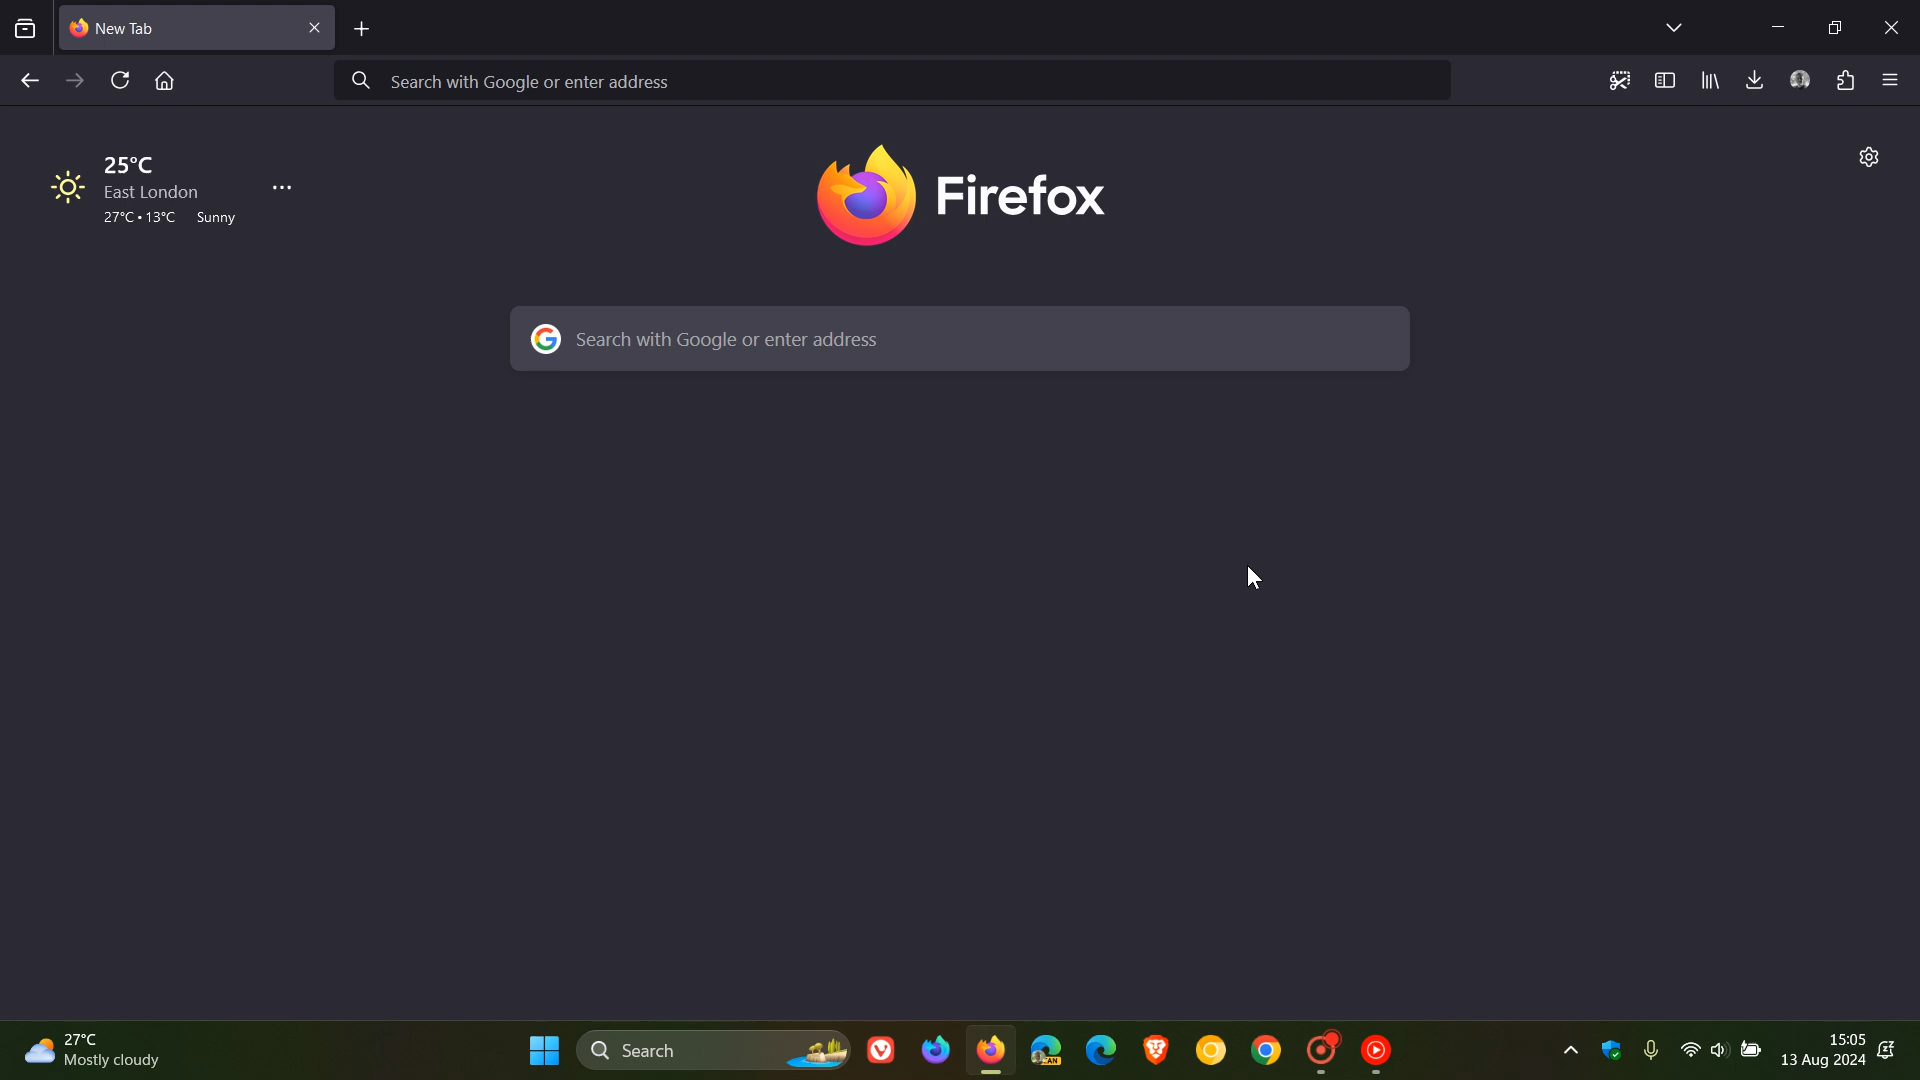 New Tab
Search with Google or enter address
25°C
East London
27°C • 13°C Sunny
Firefox
Search with Google or enter address
27°C
Mostly cloudy
Search
CAN
15:05
13 Aug 2024